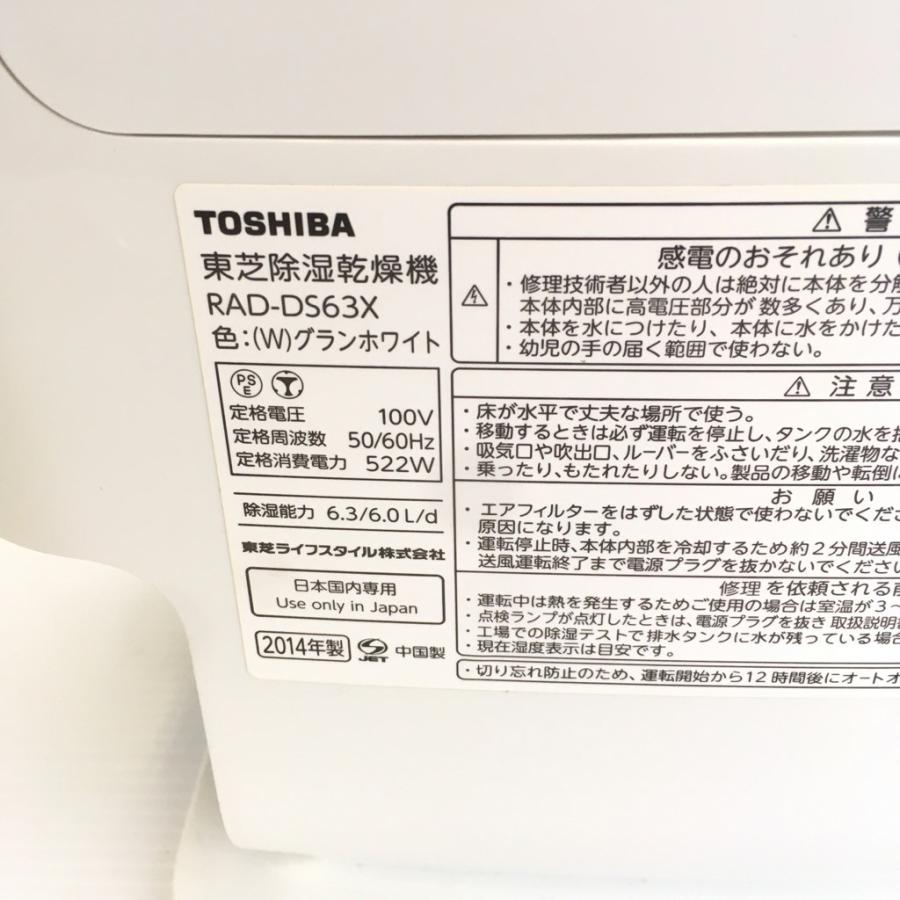 TOSHIBA
東芝除湿乾燥機
RAD-DS63X
色:(W)グランホワイト
PS
E
定格電圧 100V
定格周波数 50/60Hz
定格消費電力 522W
除湿能力 6.3/6.0 L/d
東芝ライフスタイル株式会社
日本国内専用
Use only in Japan
2014年製 JET 中国製
警
感電のおそれあり
・修理技術者以外の人は絶対に本体を分解
本体内部に高電圧部分が数多くあり、万
・本体を水につけたり、本体に水をかけた
・幼児の手の届く範囲で使わない。
注意
・床が水平で丈夫な場所で使う。
・移動するときは必ず運転を停止し、タンクの水を捨
・吸気口や吹出口、ルーバーをふさいだり、洗濯物な
・乗ったり、もたれたりしない。製品の移動や転倒に
お願い
・エアフィルターをはずした状態で使わないでくださ
原因になります。
・運転停止時、本体内部を冷却するため約2分間送風
送風運転終了まで電源プラグを抜かないでください
修理を依頼される前
・運転中は熱を発生するためご使用の場合は室温が3～
・点検ランプが点灯したときは、電源プラグを抜き取扱説明書
・工場での除湿テストで排水タンクに水が残っている場合
・現在湿度表示は目安です。
・切り忘れ防止のため、運転開始から12時間後にオートオ